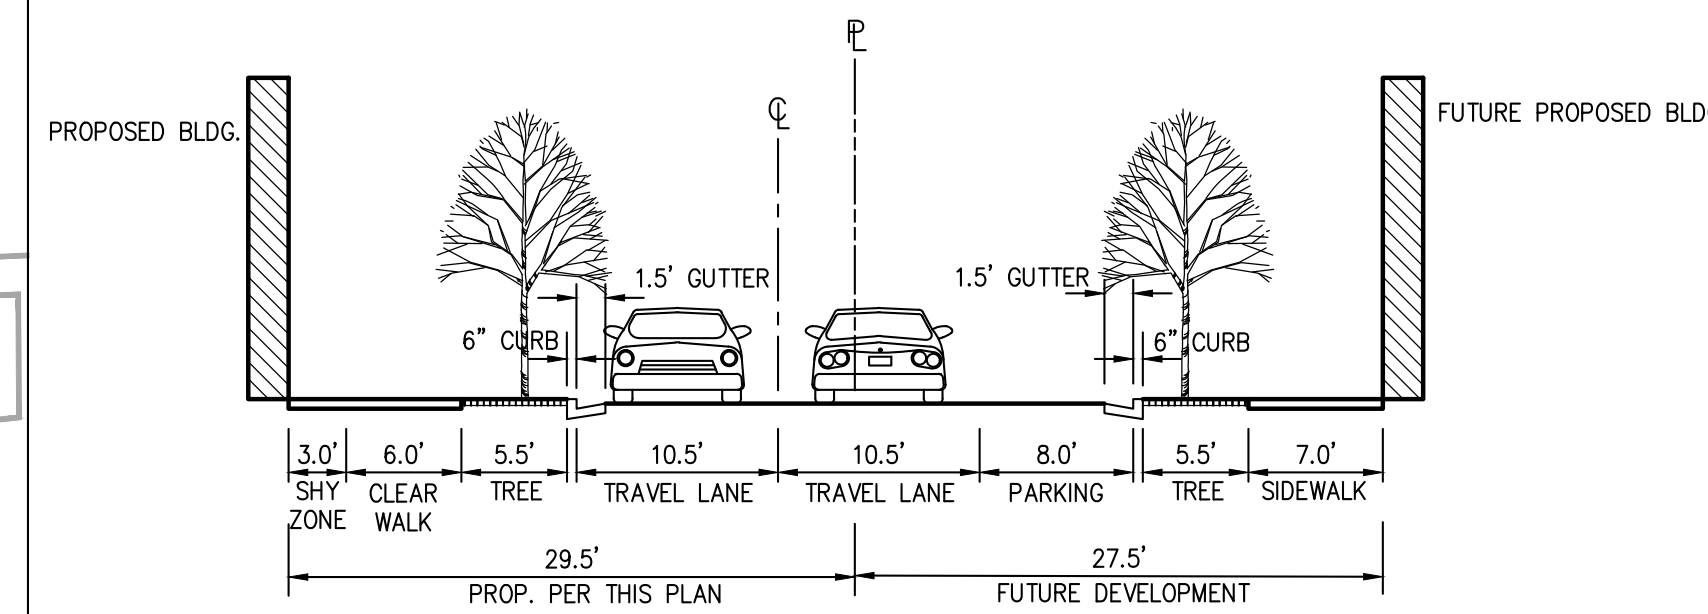 PL
CL
PROPOSED BLDG.
FUTURE PROPOSED BLD
1.5' GUTTER
1.5' GUTTER
6" CURB
6" CURB
3.0'
6.0'
5.5'
10.5'
10.5'
8.0'
5.5'
7.0'
SHY
ZONE
CLEAR
WALK
TREE
TRAVEL LANE
TRAVEL LANE
PARKING
TREE
SIDEWALK
29.5'
PROP. PER THIS PLAN
27.5'
FUTURE DEVELOPMENT